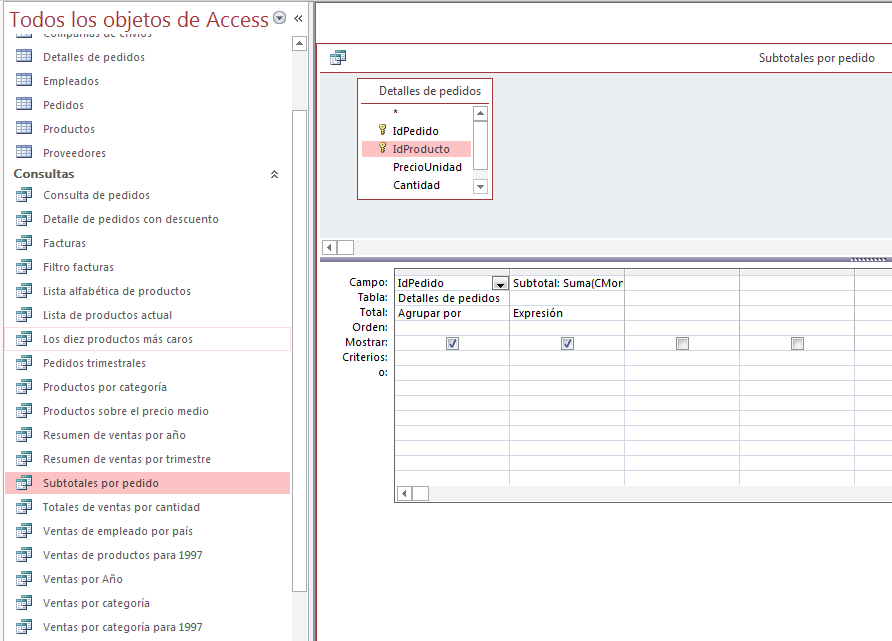 Todos los objetos de Access
Compañías de envíos
Detalles de pedidos
Empleados
Pedidos
Productos
Proveedores
Consultas
Consulta de pedidos
Detalle de pedidos con descuento
Facturas
Filtro facturas
Lista alfabética de productos
Lista de productos actual
Los diez productos más caros
Pedidos trimestrales
Productos por categoría
Productos sobre el precio medio
Resumen de ventas por año
Resumen de ventas por trimestre
Subtotales por pedido
Totales de ventas por cantidad
Ventas de empleado por país
Ventas de productos para 1997
Ventas por Año
Ventas por categoría
Ventas por categoría para 1997
Subtotales por pedido
Detalles de pedidos
*
IdPedido
IdProducto
PrecioUnidad
Cantidad
Campo: IdPedido Subtotal: Suma(CMon
Tabla: Detalles de pedidos
Total: Agrupar por Expresión
Orden:
Mostrar:
Criterios:
o: